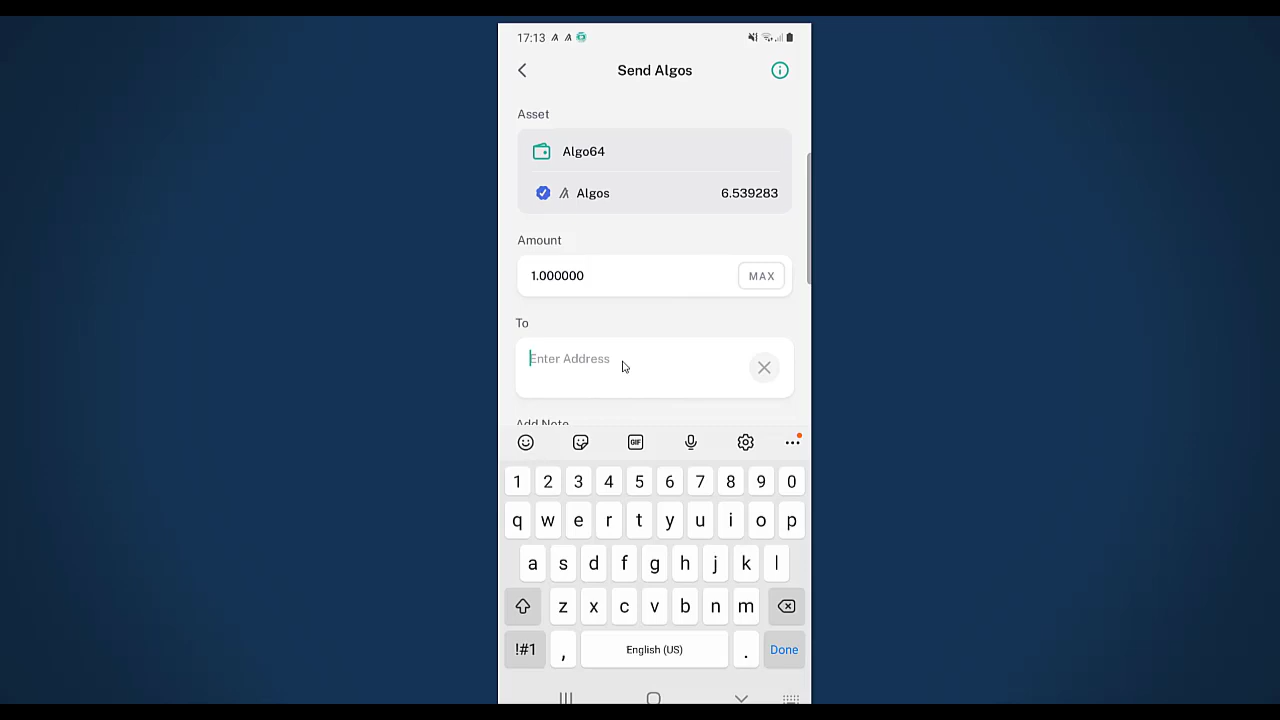 17:13
Send Algos
Asset
Algo64
Algos 6.539283
Amount
1.000000 MAX
To
Enter Address
Add Note
GIF
1 2 3 4 5 6 7 8 9 0
q w e r t y u i o p
a s d f g h j k l
z x c v b n m
!#1 , English (US) . Done